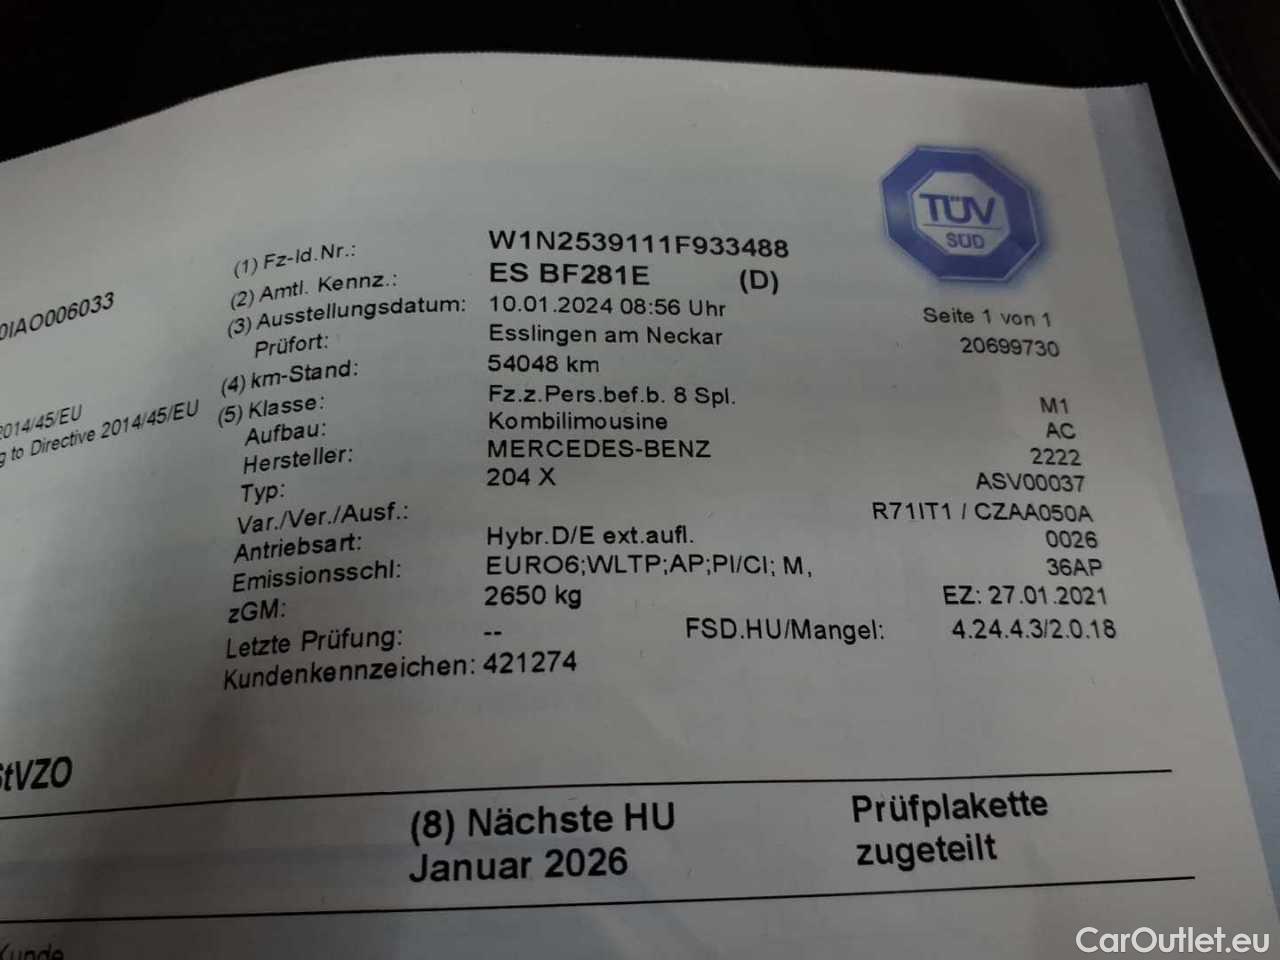 TÜV
SÜD
(1) Fz-Id.Nr.: W1N2539111F933488
(2) Amtl. Kennz.: ES BF281E (D)
0IAO006033
(3) Ausstellungsdatum: 10.01.2024 08:56 Uhr Seite 1 von 1
Prüfort: Esslingen am Neckar 20699730
(4) km-Stand: 54048 km
2014/45/EU
to Directive 2014/45/EU
(5) Klasse: Fz.z.Pers.bef.b. 8 Spl. M1
Aufbau: Kombilimousine AC
Hersteller: MERCEDES-BENZ 2222
Typ: 204 X ASV00037
Var./Ver./Ausf.: R71IT1 / CZAA050A
Antriebsart: Hybr.D/E ext.aufl. 0026
Emissionsschl: EURO6;WLTP;AP;PI/CI; M, 36AP
zGM: 2650 kg EZ: 27.01.2021
Letzte Prüfung: -- FSD.HU/Mangel: 4.24.4.3/2.0.18
Kundenkennzeichen: 421274
StVZO
(8) Nächste HU Prüfplakette
Januar 2026 zugeteilt
Kunde
CarOutlet.eu